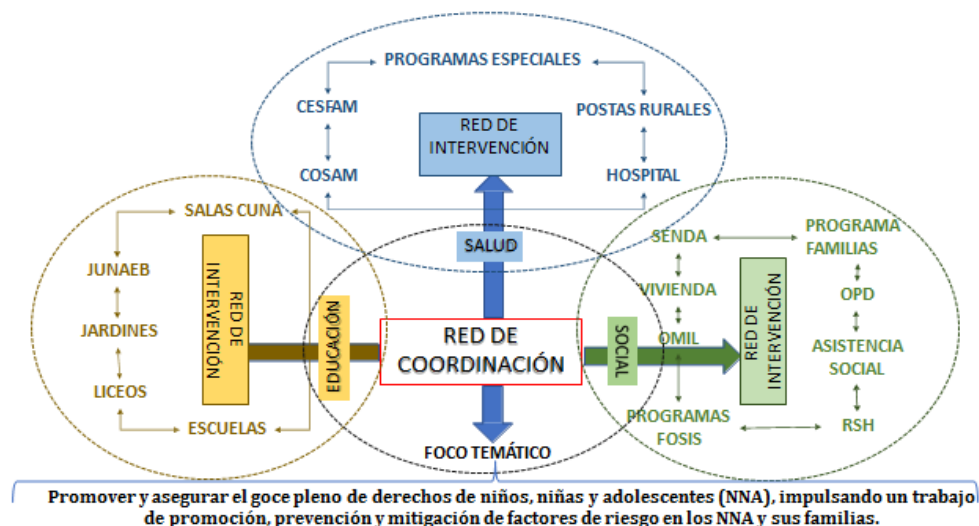 PROGRAMAS ESPECIALES
CESFAM
POSTAS RURALES
RED DE
INTERVENCIÓN
COSAM
HOSPITAL
SALUD
SALAS CUNA
JUNAEB
JARDINES
LICEOS
ESCUELAS
RED DE
INTERVENCIÓN
EDUCACIÓN
RED DE
COORDINACIÓN
SOCIAL
SENDA
PROGRAMA
FAMILIAS
VIVIENDA
OPD
OMIL
ASISTENCIA
SOCIAL
PROGRAMAS
FOSIS
RSH
RED DE
INTERVENCIÓN
FOCO TEMÁTICO
Promover y asegurar el goce pleno de derechos de niños, niñas y adolescentes (NNA), impulsando un trabajo
de promoción, prevención y mitigación de factores de riesgo en los NNA y sus familias.